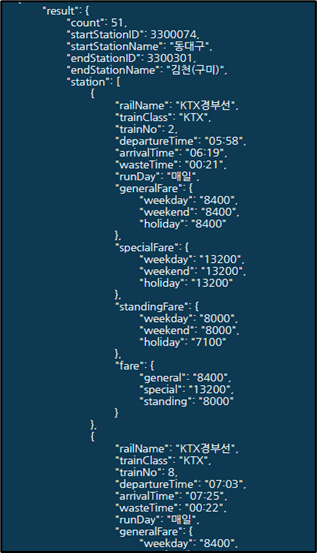 "result": {
"count": 51,
"startStationID": 3300074,
"startStationName": "동대구",
"endStationID": 3300301,
"endStationName": "김천(구미)",
"station": [
{
"railName": "KTX경부선",
"trainClass": "KTX",
"trainNo": 2,
"departureTime": "05:58",
"arrivalTime": "06:19",
"wasteTime": "00:21",
"runDay": "매일",
"generalFare": {
"weekday": "8400",
"weekend": "8400",
"holiday": "8400"
},
"specialFare": {
"weekday": "13200",
"weekend": "13200",
"holiday": "13200"
},
"standingFare": {
"weekday": "8000",
"weekend": "8000",
"holiday": "7100"
},
"fare": {
"general": "8400",
"special": "13200",
"standing": "8000"
}
},
{
"railName": "KTX경부선",
"trainClass": "KTX",
"trainNo": 8,
"departureTime": "07:03",
"arrivalTime": "07:25",
"wasteTime": "00:22",
"runDay": "매일",
"generalFare": {
"weekday": "8400",